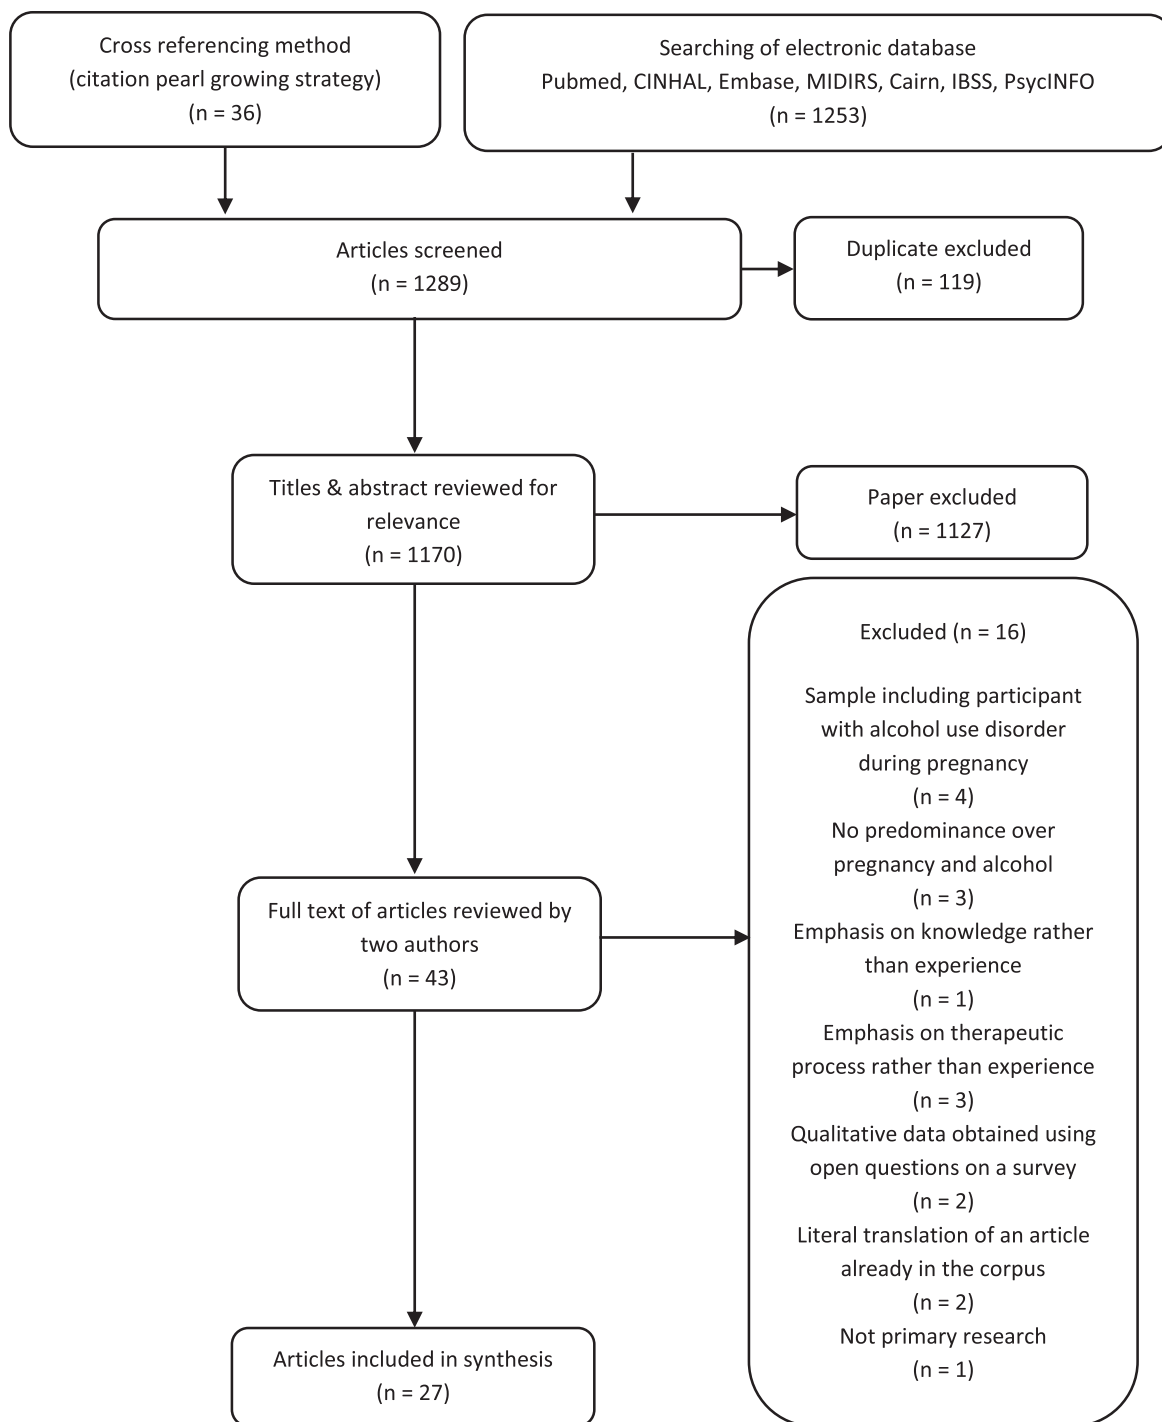 Cross referencing method
(citation pearl growing strategy)
(n = 36)
Searching of electronic database
Pubmed, CINHAL, Embase, MIDIRS, Cairn, IBSS, PsycINFO
(n = 1253)
Articles screened
(n = 1289)
Duplicate excluded
(n = 119)
Titles & abstract reviewed for
relevance
(n = 1170)
Paper excluded
(n = 1127)
Full text of articles reviewed by
two authors
(n = 43)
Excluded (n = 16)
Sample including participant
with alcohol use disorder
during pregnancy
(n = 4)
No predominance over
pregnancy and alcohol
(n = 3)
Emphasis on knowledge rather
than experience
(n = 1)
Emphasis on therapeutic
process rather than experience
(n = 3)
Qualitative data obtained using
open questions on a survey
(n = 2)
Literal translation of an article
already in the corpus
(n = 2)
Not primary research
(n = 1)
Articles included in synthesis
(n = 27)